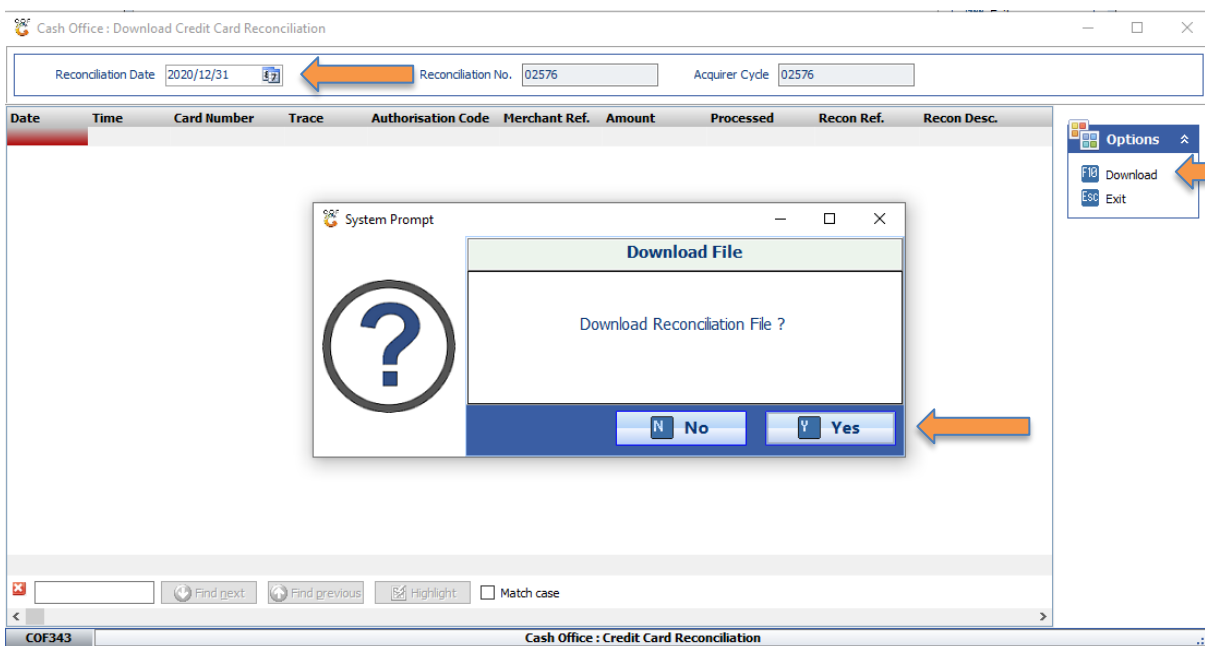 Cash Office : Download Credit Card Reconciliation
Reconciliation Date 2020/12/31 Reconciliation No. 02576 Acquirer Cycle 02576
Date Time Card Number Trace Authorisation Code Merchant Ref. Amount Processed Recon Ref. Recon Desc.
Options
F10 Download
Esc Exit
System Prompt
Download File
Download Reconciliation File ?
N No Y Yes
Find next Find previous Highlight Match case
COF343 Cash Office : Credit Card Reconciliation